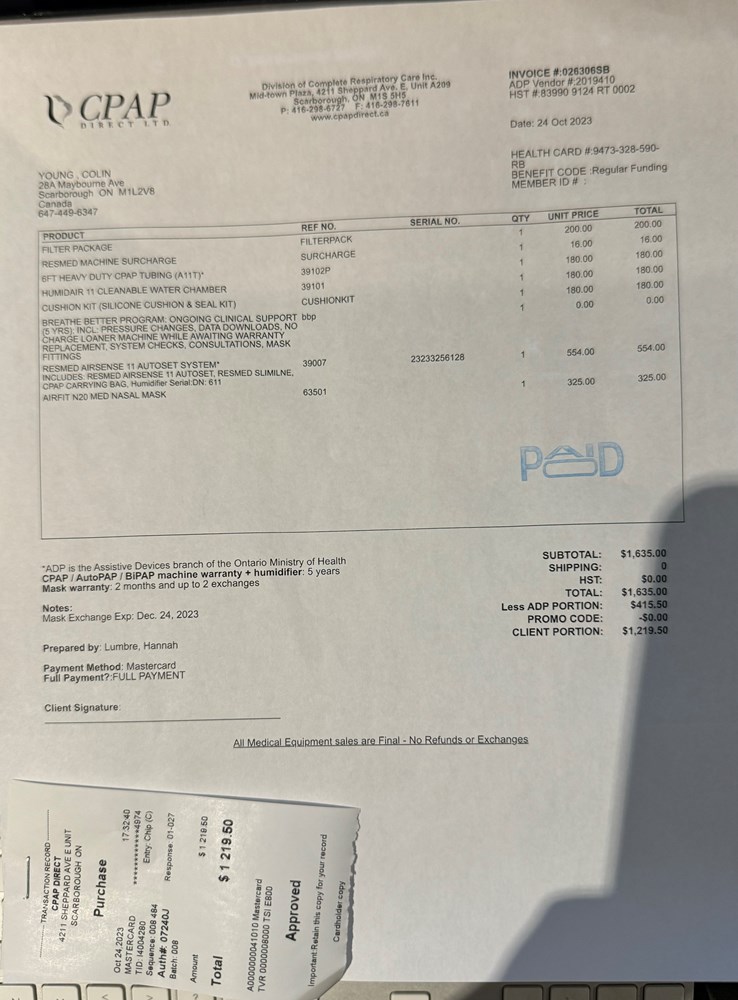 CPAP
DIRECT LTD.
Division of Complete Respiratory Care Inc.
Mid-town Plaza, 4211 Sheppard Ave. E, Unit A209
Scarborough, ON M1S 5H5
P: 416-298-6727 F: 416-298-7811
www.cpapdirect.ca
INVOICE #:026306SB
ADP Vendor #:2019410
HST #:83990 9124 RT 0002
Date: 24 Oct 2023
HEALTH CARD #:9473-328-590-
RB
BENEFIT CODE :Regular Funding
MEMBER ID # :
YOUNG , COLIN
28A Maybourne Ave
Scarborough ON M1L2V8
Canada
647-449-6347
PRODUCT REF NO. SERIAL NO. QTY UNIT PRICE TOTAL
FILTER PACKAGE FILTERPACK 1 200.00 200.00
RESMED MACHINE SURCHARGE SURCHARGE 1 16.00 16.00
6FT HEAVY DUTY CPAP TUBING (A11T)* 39102P 1 180.00 180.00
HUMIDAIR 11 CLEANABLE WATER CHAMBER 39101 1 180.00 180.00
CUSHION KIT (SILICONE CUSHION & SEAL KIT) CUSHIONKIT 1 180.00 180.00
BREATHE BETTER PROGRAM: ONGOING CLINICAL SUPPORT bbp 1 0.00 0.00
(5 YRS); INCL: PRESSURE CHANGES, DATA DOWNLOADS, NO
CHARGE LOANER MACHINE WHILE AWAITING WARRANTY
REPLACEMENT, SYSTEM CHECKS, CONSULTATIONS, MASK
FITTINGS
RESMED AIRSENSE 11 AUTOSET SYSTEM* 39007 23233256128 1 554.00 554.00
INCLUDES: RESMED AIRSENSE 11 AUTOSET, RESMED SLIMLNE,
CPAP CARRYING BAG, Humidifier Serial:DN: 611
AIRFIT N20 MED NASAL MASK 63501 1 325.00 325.00
PAID
*ADP is the Assistive Devices branch of the Ontario Ministry of Health
CPAP / AutoPAP / BiPAP machine warranty + humidifier: 5 years
Mask warranty: 2 months and up to 2 exchanges
Notes:
Mask Exchange Exp: Dec. 24, 2023
Prepared by: Lumbre, Hannah
Payment Method: Mastercard
Full Payment?:FULL PAYMENT
Client Signature:
SUBTOTAL: $1,635.00
SHIPPING: 0
HST: $0.00
TOTAL: $1,635.00
Less ADP PORTION: $415.50
PROMO CODE: -$0.00
CLIENT PORTION: $1,219.50
All Medical Equipment sales are Final - No Refunds or Exchanges
TRANSACTION RECORD
CPAP DIRECT
4211 SHEPPARD AVE E UNIT
SCARBOROUGH ON
Purchase
Oct 24,2023 17:32:40
MASTERCARD ************4974
TID: I4004280 Entry: Chip (C)
Sequence: 008 484
Auth#: 07240J Response: 01-027
Batch: 008
Amount $ 1 219.50
Total $ 1 219.50
A0000000041010 Mastercard
TVR 0000008000 TSI E800
Approved
Important:Retain this copy for your record
Cardholder copy